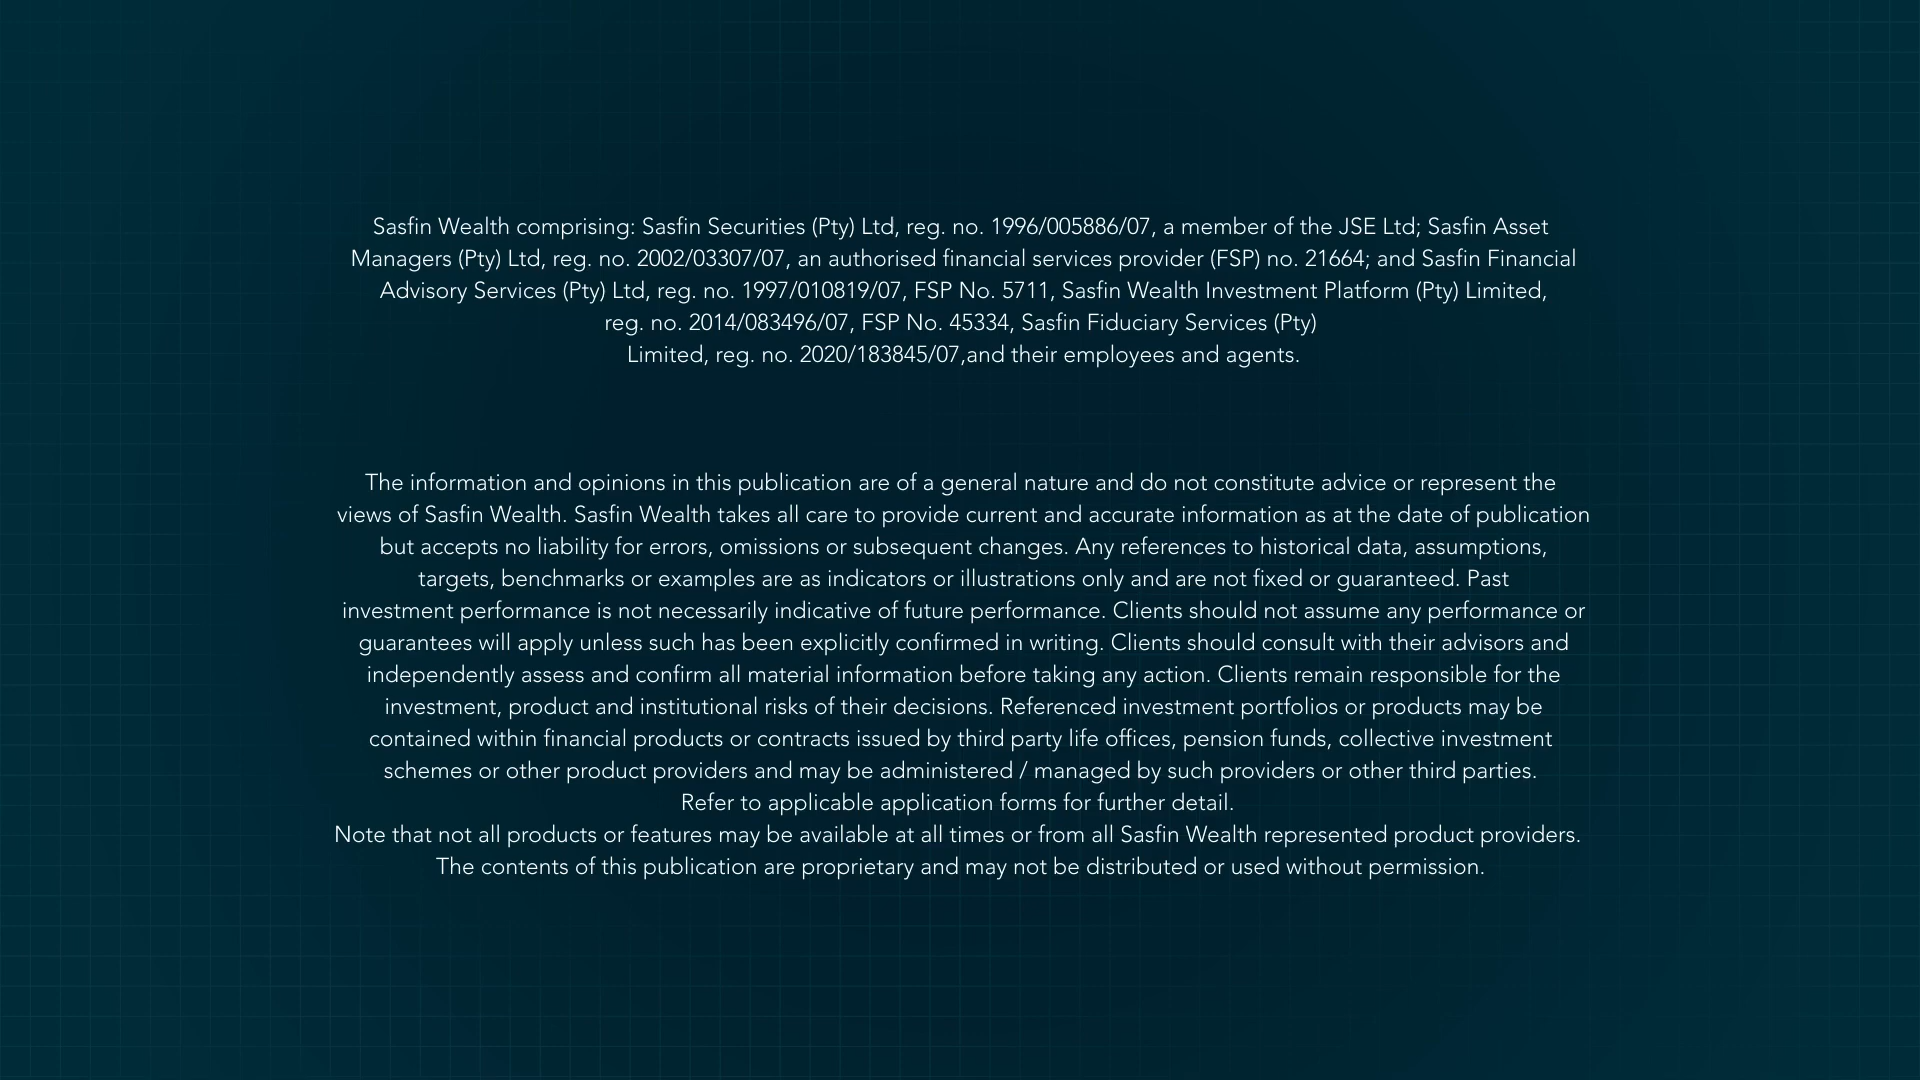 Sasfin Wealth comprising: Sasfin Securities (Pty) Ltd, reg. no. 1996/005886/07, a member of the JSE Ltd; Sasfin Asset
Managers (Pty) Ltd, reg. no. 2002/03307/07, an authorised financial services provider (FSP) no. 21664; and Sasfin Financial
Advisory Services (Pty) Ltd, reg. no. 1997/010819/07, FSP No. 5711, Sasfin Wealth Investment Platform (Pty) Limited,
reg. no. 2014/083496/07, FSP No. 45334, Sasfin Fiduciary Services (Pty)
Limited, reg. no. 2020/183845/07,and their employees and agents.
The information and opinions in this publication are of a general nature and do not constitute advice or represent the
views of Sasfin Wealth. Sasfin Wealth takes all care to provide current and accurate information as at the date of publication
but accepts no liability for errors, omissions or subsequent changes. Any references to historical data, assumptions,
targets, benchmarks or examples are as indicators or illustrations only and are not fixed or guaranteed. Past
investment performance is not necessarily indicative of future performance. Clients should not assume any performance or
guarantees will apply unless such has been explicitly confirmed in writing. Clients should consult with their advisors and
independently assess and confirm all material information before taking any action. Clients remain responsible for the
investment, product and institutional risks of their decisions. Referenced investment portfolios or products may be
contained within financial products or contracts issued by third party life offices, pension funds, collective investment
schemes or other product providers and may be administered / managed by such providers or other third parties.
Refer to applicable application forms for further detail.
Note that not all products or features may be available at all times or from all Sasfin Wealth represented product providers.
The contents of this publication are proprietary and may not be distributed or used without permission.